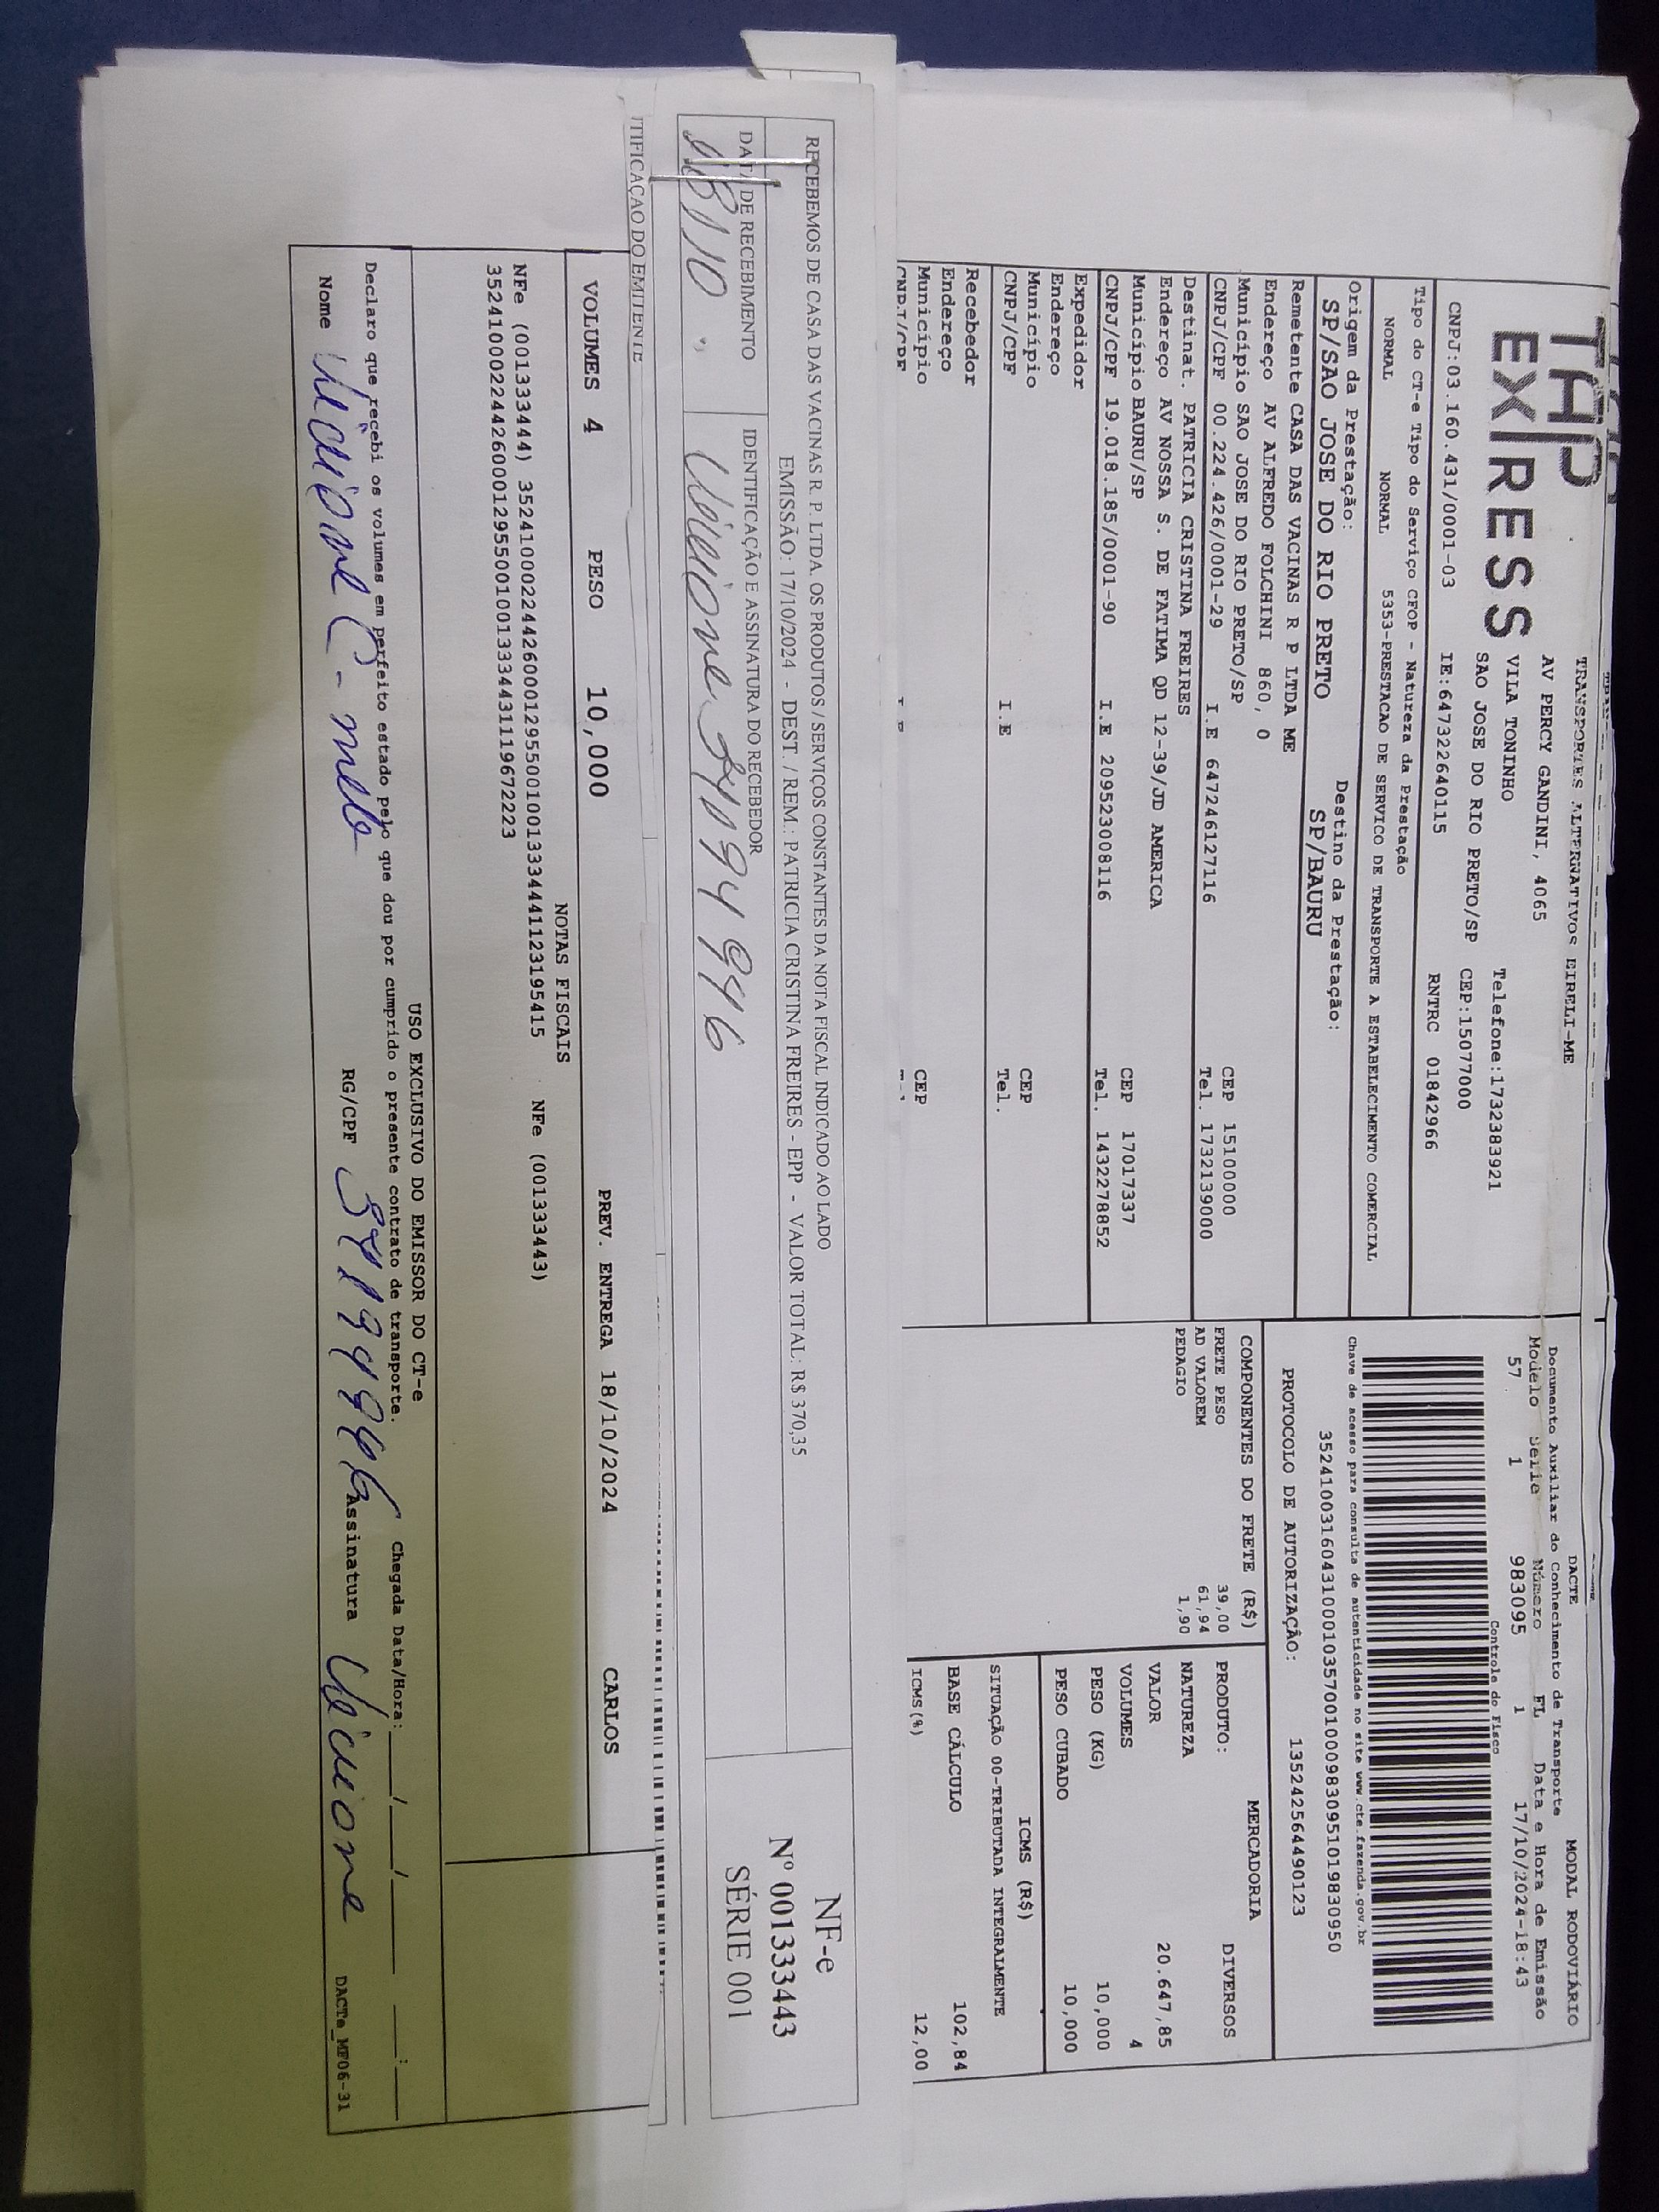 TAP
EXPRESS
TRANSPORTES ALTERNATIVOS EIRELI-ME
AV PERCY GANDINI, 4065
VILA TONINHO
Telefone:1732383921
SAO JOSE DO RIO PRETO/SP CEP:15077000
CNPJ:03.160.431/0001-03 IE:647322640115 RNTRC 01842966
DACTE MODAL RODOVIÁRIO
Documento Auxiliar do Conhecimento de Transporte
Modelo Serie Número FL Data e Hora de Emissão
57 1 983095 1 17/10/2024-18:43
Controle do Fisco
Tipo do CT-e Tipo do Serviço CFOP - Natureza da Prestação
NORMAL NORMAL 5353-PRESTACAO DE SERVICO DE TRANSPORTE A ESTABELECIMENTO COMERCIAL
Chave de acesso para consulta de autenticidade no site www.cte.fazenda.gov.br
35241003160431000103570010009830951019830950
Origem da Prestação: Destino da Prestação:
SP/SAO JOSE DO RIO PRETO SP/BAURU
PROTOCOLO DE AUTORIZAÇÃO: 135242564490123
Remetente CASA DAS VACINAS R P LTDA ME
Endereço AV ALFREDO FOLCHINI 860, 0
Município SAO JOSE DO RIO PRETO/SP CEP 15100000
CNPJ/CPF 00.224.426/0001-29 I.E 647246127116 Tel. 1732139000
Destinat. PATRICIA CRISTINA FREIRES
Endereço AV NOSSA S. DE FATIMA QD 12-39/JD AMERICA
Município BAURU/SP CEP 17017337
CNPJ/CPF 19.018.185/0001-90 I.E 209523008116 Tel. 1432278852
Expedidor
Endereço
Município CEP
CNPJ/CPF I.E Tel.
Recebedor
Endereço
Município CEP
CNPJ/CPF
COMPONENTES DO FRETE (R$)
FRETE PESO 39,00
AD VALOREM 61,94
PEDAGIO 1,90
MERCADORIA
PRODUTO: DIVERSOS
NATUREZA
VALOR 20.647,85
VOLUMES 4
PESO (KG) 10,000
PESO CUBADO 10,000
ICMS (R$)
SITUAÇÃO 00-TRIBUTADA INTEGRALMENTE
BASE CÁLCULO 102,84
ICMS(%) 12,00
RECEBEMOS DE CASA DAS VACINAS R. P. LTDA. OS PRODUTOS / SERVIÇOS CONSTANTES DA NOTA FISCAL INDICADO AO LADO
EMISSÃO: 17/10/2024 - DEST. / REM.: PATRICIA CRISTINA FREIRES - EPP - VALOR TOTAL: R$ 370,35
DATA DE RECEBIMENTO IDENTIFICAÇÃO E ASSINATURA DO RECEBEDOR
NF-e
Nº 001333443
SÉRIE 001
TIFICAÇÃO DO EMITENTE
VOLUMES 4 PESO 10,000 PREV. ENTREGA 18/10/2024 CARLOS
NOTAS FISCAIS
NFe (001333444) 35241000224426000129550010013334441123195415 NFe (001333443)
35241000224426000129550010013334431119672223
USO EXCLUSIVO DO EMISSOR DO CT-e
Declaro que recebi os volumes em perfeito estado pelo que dou por cumprido o presente contrato de transporte. Chegada Data/Hora: ___/___/___ ___:___
Nome RG/CPF Assinatura
DACTe_MF06-31